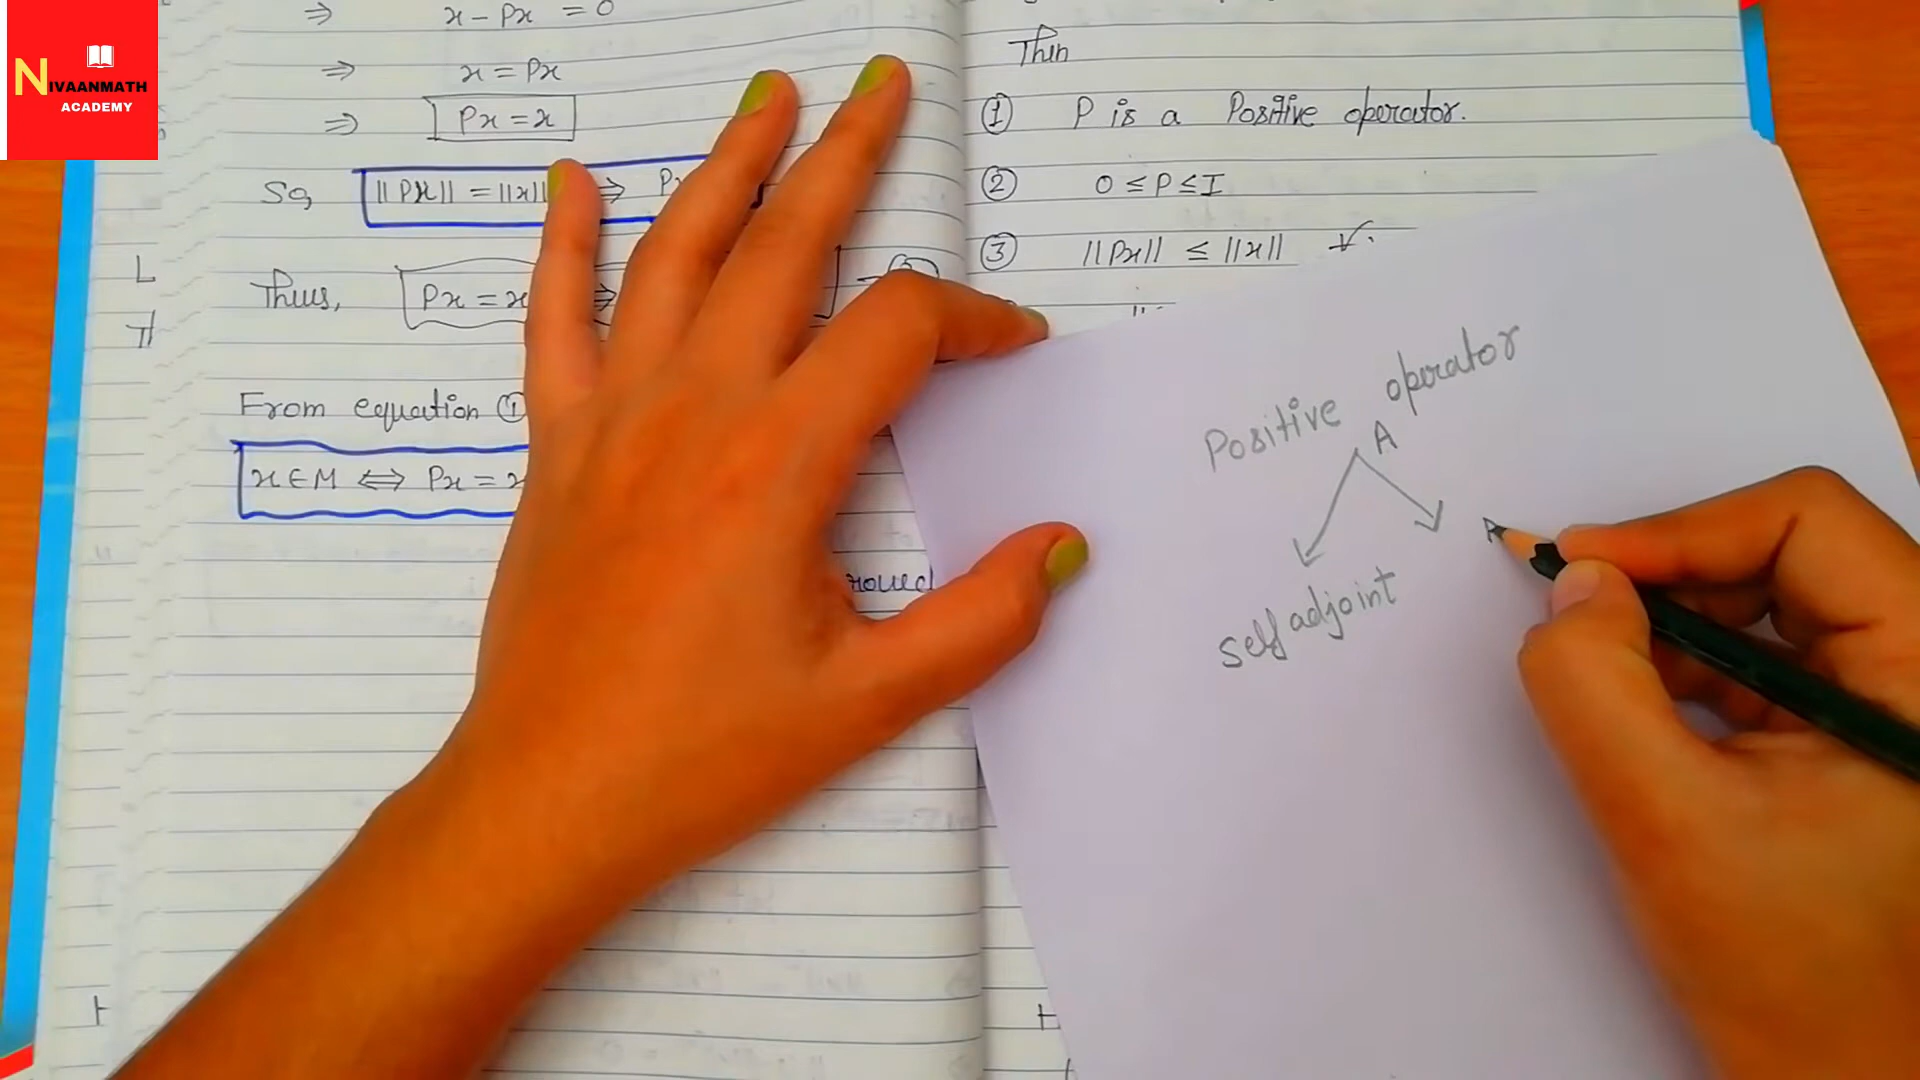 NIVAANMATH
ACADEMY
⇒ x - Px = 0
⇒ x = Px
⇒ Px = x
So, ||Px|| = ||x|| ⇒
Thus, Px = x ⇒
From equation ①
x ∈ M ⇔ Px = x
Then
① P is a Positive operator.
② 0 ≤ P ≤ I
③ ||Px|| ≤ ||x|| ✓.
Positive operator
A
self adjoint